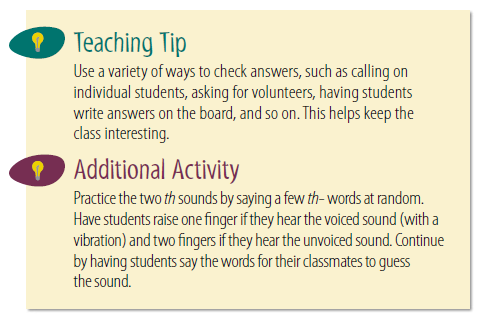 Teaching Tip
Use a variety of ways to check answers, such as calling on
individual students, asking for volunteers, having students
write answers on the board, and so on. This helps keep the
class interesting.
Additional Activity
Practice the two th sounds by saying a few th– words at random.
Have students raise one finger if they hear the voiced sound (with a
vibration) and two fingers if they hear the unvoiced sound. Continue
by having students say the words for their classmates to guess
the sound.